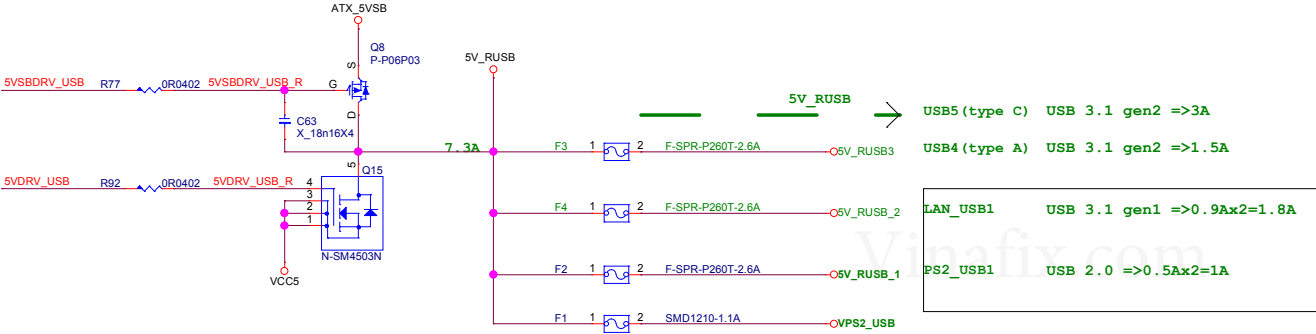 ATX_5VSB
Q8
P-P06P03
S
G
D
5VSBDRV_USB
R77
0R0402
5VSBDRV_USB_R
C63
X_18n16X4
5V_RUSB
5V_RUSB
USB5(type C) USB 3.1 gen2 =>3A
7.3A
F3
1
2
F-SPR-P260T-2.6A
5V_RUSB3
USB4(type A) USB 3.1 gen2 =>1.5A
5VDRV_USB
R92
0R0402
5VDRV_USB_R
4
3
2
1
5
Q15
N-SM4503N
VCC5
F4
1
2
F-SPR-P260T-2.6A
5V_RUSB_2
LAN_USB1 USB 3.1 gen1 =>0.9Ax2=1.8A
Vinafix.com
F2
1
2
F-SPR-P260T-2.6A
5V_RUSB_1
PS2_USB1 USB 2.0 =>0.5Ax2=1A
F1
1
2
SMD1210-1.1A
VPS2_USB